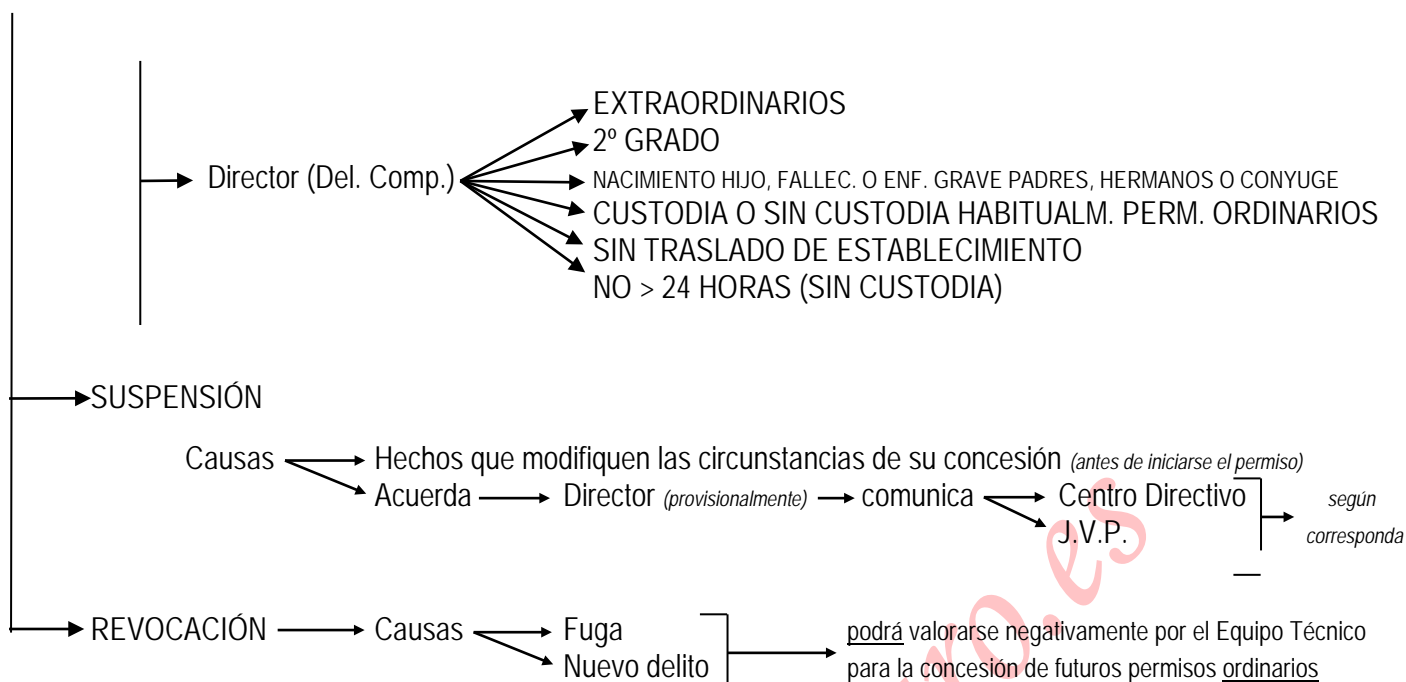 EXTRAORDINARIOS
2º GRADO
Director (Del. Comp.)
NACIMIENTO HIJO, FALLEC. O ENF. GRAVE PADRES, HERMANOS O CONYUGE
CUSTODIA O SIN CUSTODIA HABITUALM. PERM. ORDINARIOS
SIN TRASLADO DE ESTABLECIMIENTO
NO > 24 HORAS (SIN CUSTODIA)
SUSPENSIÓN
Causas Hechos que modifiquen las circunstancias de su concesión (antes de iniciarse el permiso)
Acuerda Director (provisionalmente) comunica Centro Directivo según
J.V.P. corresponda
REVOCACIÓN Causas Fuga podrá valorarse negativamente por el Equipo Técnico
Nuevo delito para la concesión de futuros permisos ordinarios
ro.es